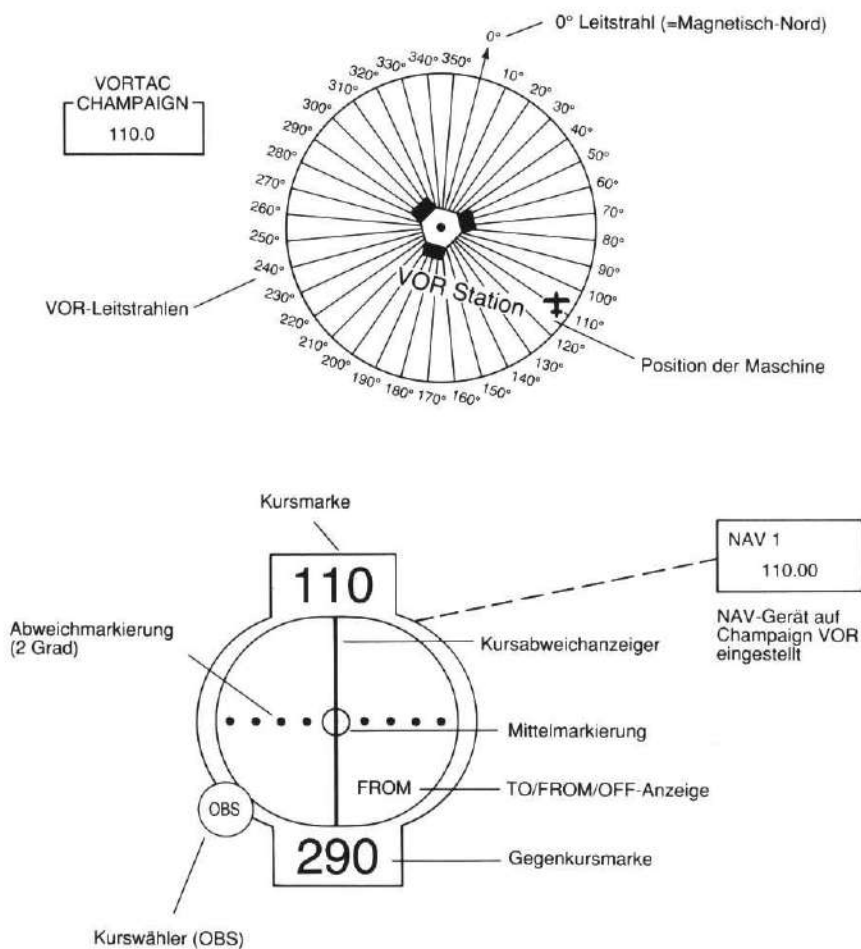 0° Leitstrahl (=Magnetisch-Nord)
VORTAC
CHAMPAIGN
110.0
0°
10°
20°
30°
40°
50°
60°
70°
80°
90°
100°
110°
120°
130°
140°
150°
160°
170°
180°
190°
200°
210°
220°
230°
240°
250°
260°
270°
280°
290°
300°
310°
320°
330°
340°
350°
VOR Station
VOR-Leitstrahlen
Position der Maschine
Kursmarke
110
NAV 1
110.00
NAV-Gerät auf
Champaign VOR
eingestellt
Abweichmarkierung
(2 Grad)
Kursabweichanzeiger
Mittelmarkierung
FROM
TO/FROM/OFF-Anzeige
OBS
290
Gegenkursmarke
Kurswähler (OBS)